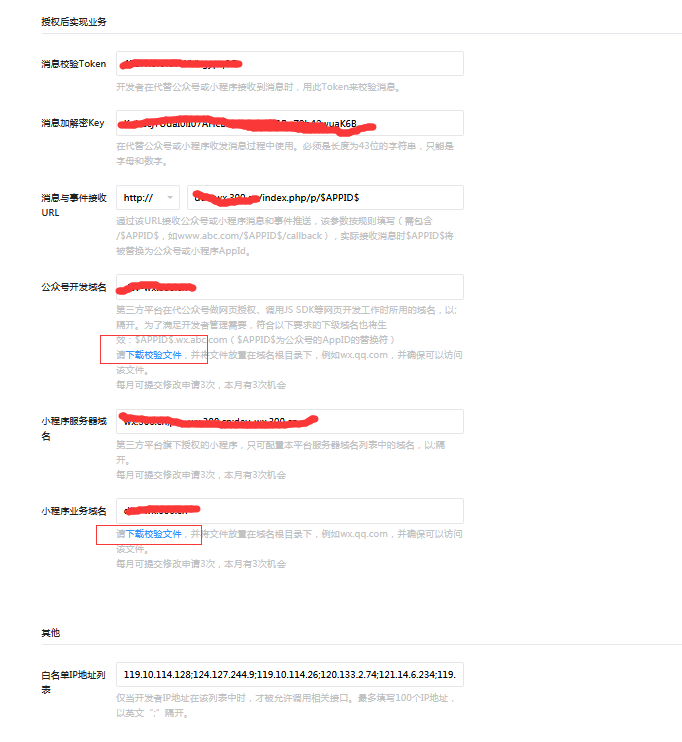 授权后实现业务
消息校验Token
开发者在代替公众号或小程序接收到消息时，用此Token来校验消息。
消息加解密Key
在代替公众号或小程序收发消息过程中使用。必须是长度为43位的字符串，只能是
字母和数字。
消息与事件接收
URL
http://
/index.php/p/$APPID$
通过该URL接收公众号或小程序消息和事件推送，该参数按规则填写（需包含
/$APPID$，如www.abc.com/$APPID$/callback），实际接收消息时$APPID$将
被替换为公众号或小程序AppId。
公众号开发域名
第三方平台在代公众号做网页授权、调用JS SDK等网页开发工作时所用的域名，以;
隔开。为了满足开发者管理需要，符合以下要求的下级域名也将生
效：$APPID$.wx.abc.com（$APPID$为公众号的AppID的替换符）
请下载校验文件，并将文件放置在域名根目录下，例如wx.qq.com，并确保可以访问
该文件。
每月可提交修改申请3次，本月有3次机会
小程序服务器域
名
第三方平台旗下授权的小程序，只可配置本平台服务器域名列表中的域名，以;隔
开。
每月可提交修改申请3次，本月有3次机会
小程序业务域名
请下载校验文件，并将文件放置在域名根目录下，例如wx.qq.com，并确保可以访问
该文件。
每月可提交修改申请3次，本月有3次机会
其他
白名单IP地址列
表
119.10.114.128;124.127.244.9;119.10.114.26;120.133.2.74;121.14.6.234;119.
仅当开发者IP地址在该列表中时，才被允许调用相关接口。最多填写100个IP地址，
以英文“;”隔开。